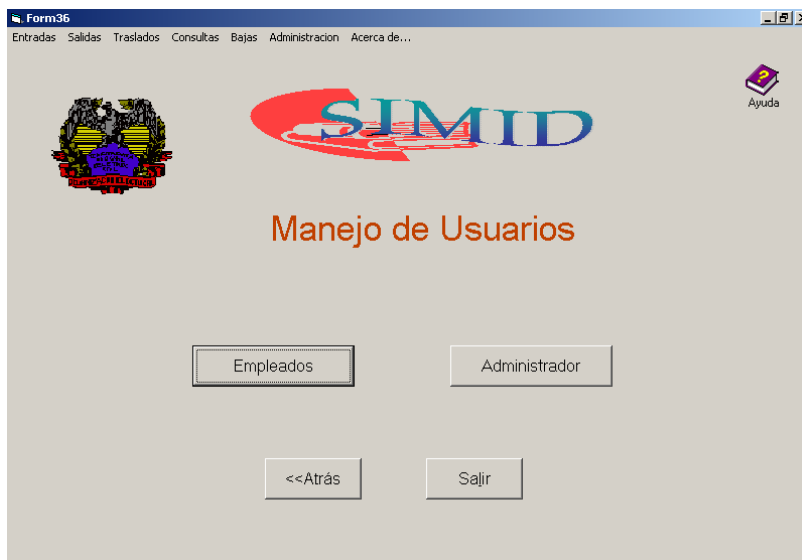 Form36
Entradas Salidas Traslados Consultas Bajas Administracion Acerca de...
Ayuda
SIMID
Manejo de Usuarios
Empleados Administrador
<<Atrás Salir